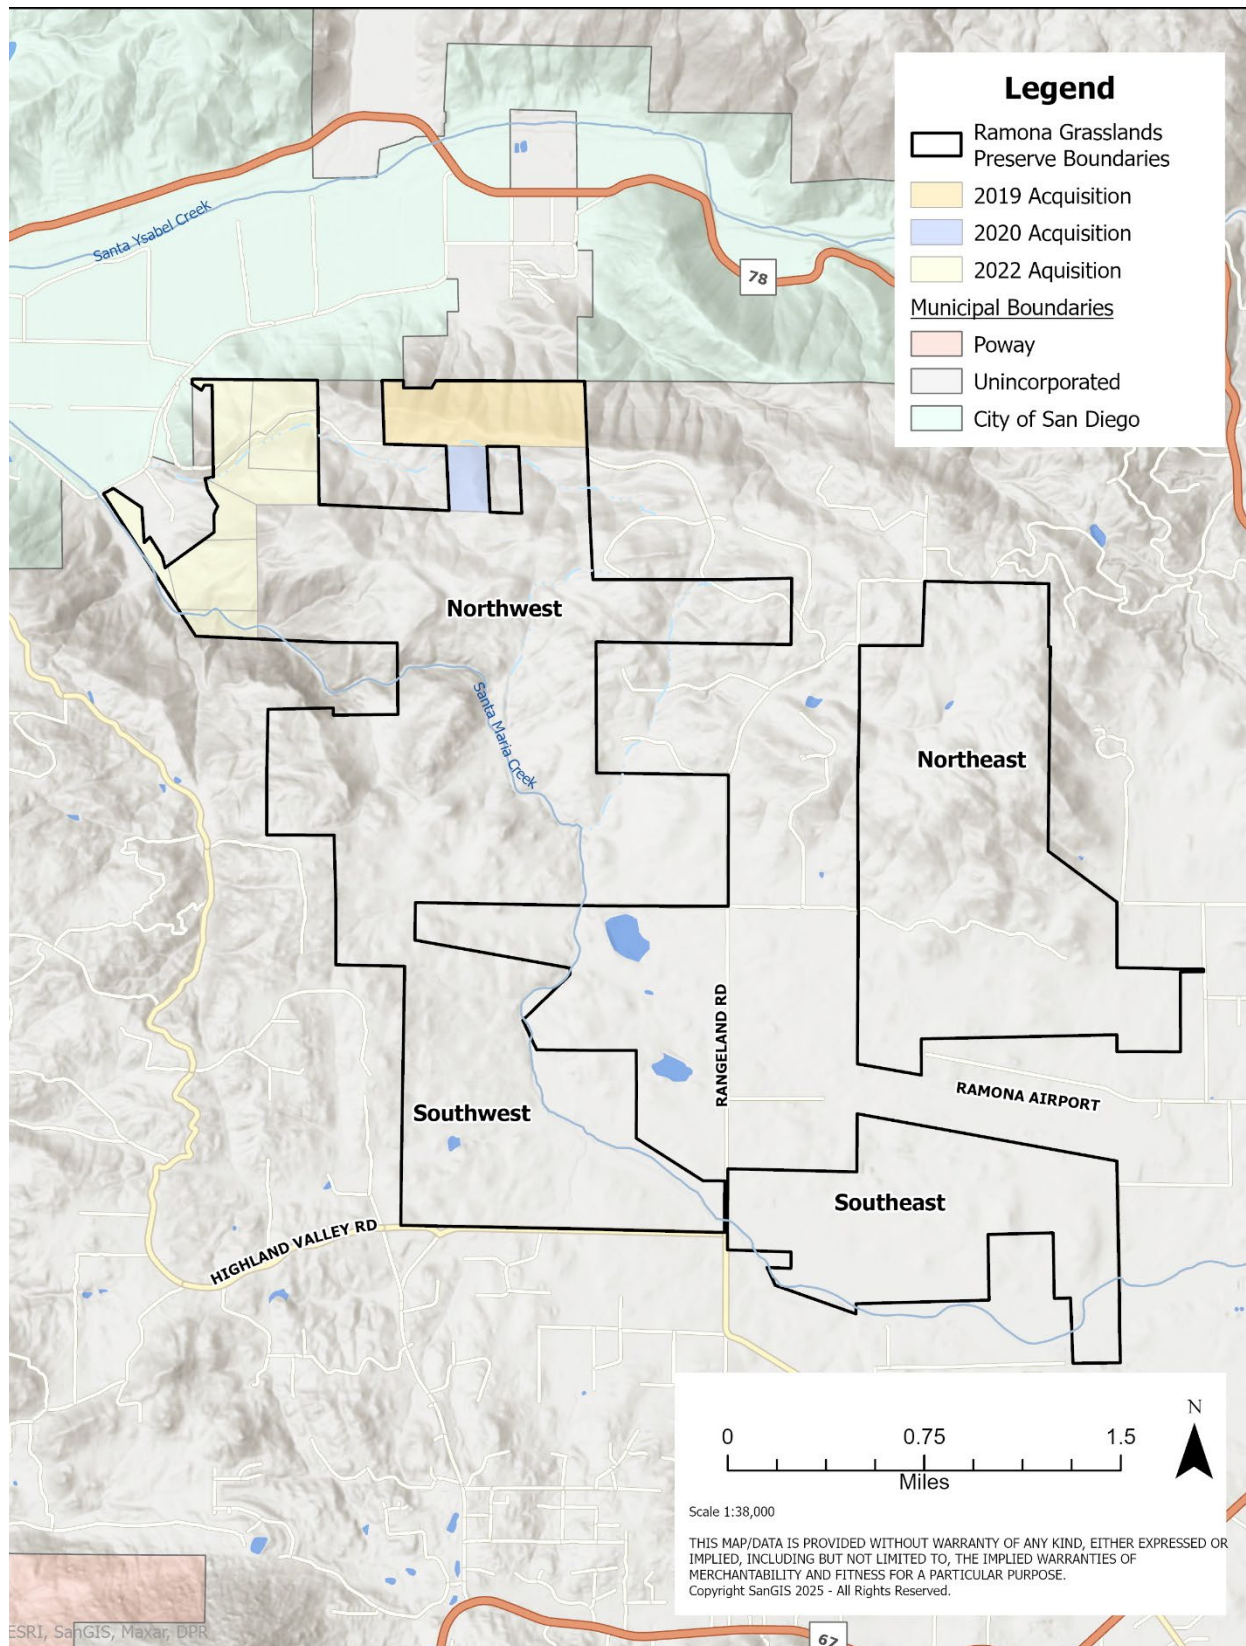 Legend
Ramona Grasslands
Preserve Boundaries
2019 Acquisition
2020 Acquisition
2022 Aquisition
Municipal Boundaries
Poway
Unincorporated
City of San Diego
Santa Ysabel Creek
78
Northwest
Santa Maria Creek
Northeast
RANGELAND RD
RAMONA AIRPORT
Southwest
Southeast
HIGHLAND VALLEY RD
N
0 0.75 1.5
Miles
Scale 1:38,000
THIS MAP/DATA IS PROVIDED WITHOUT WARRANTY OF ANY KIND, EITHER EXPRESSED OR
IMPLIED, INCLUDING BUT NOT LIMITED TO, THE IMPLIED WARRANTIES OF
MERCHANTABILITY AND FITNESS FOR A PARTICULAR PURPOSE.
Copyright SanGIS 2025 - All Rights Reserved.
ESRI, SanGIS, Maxar, DPR
67